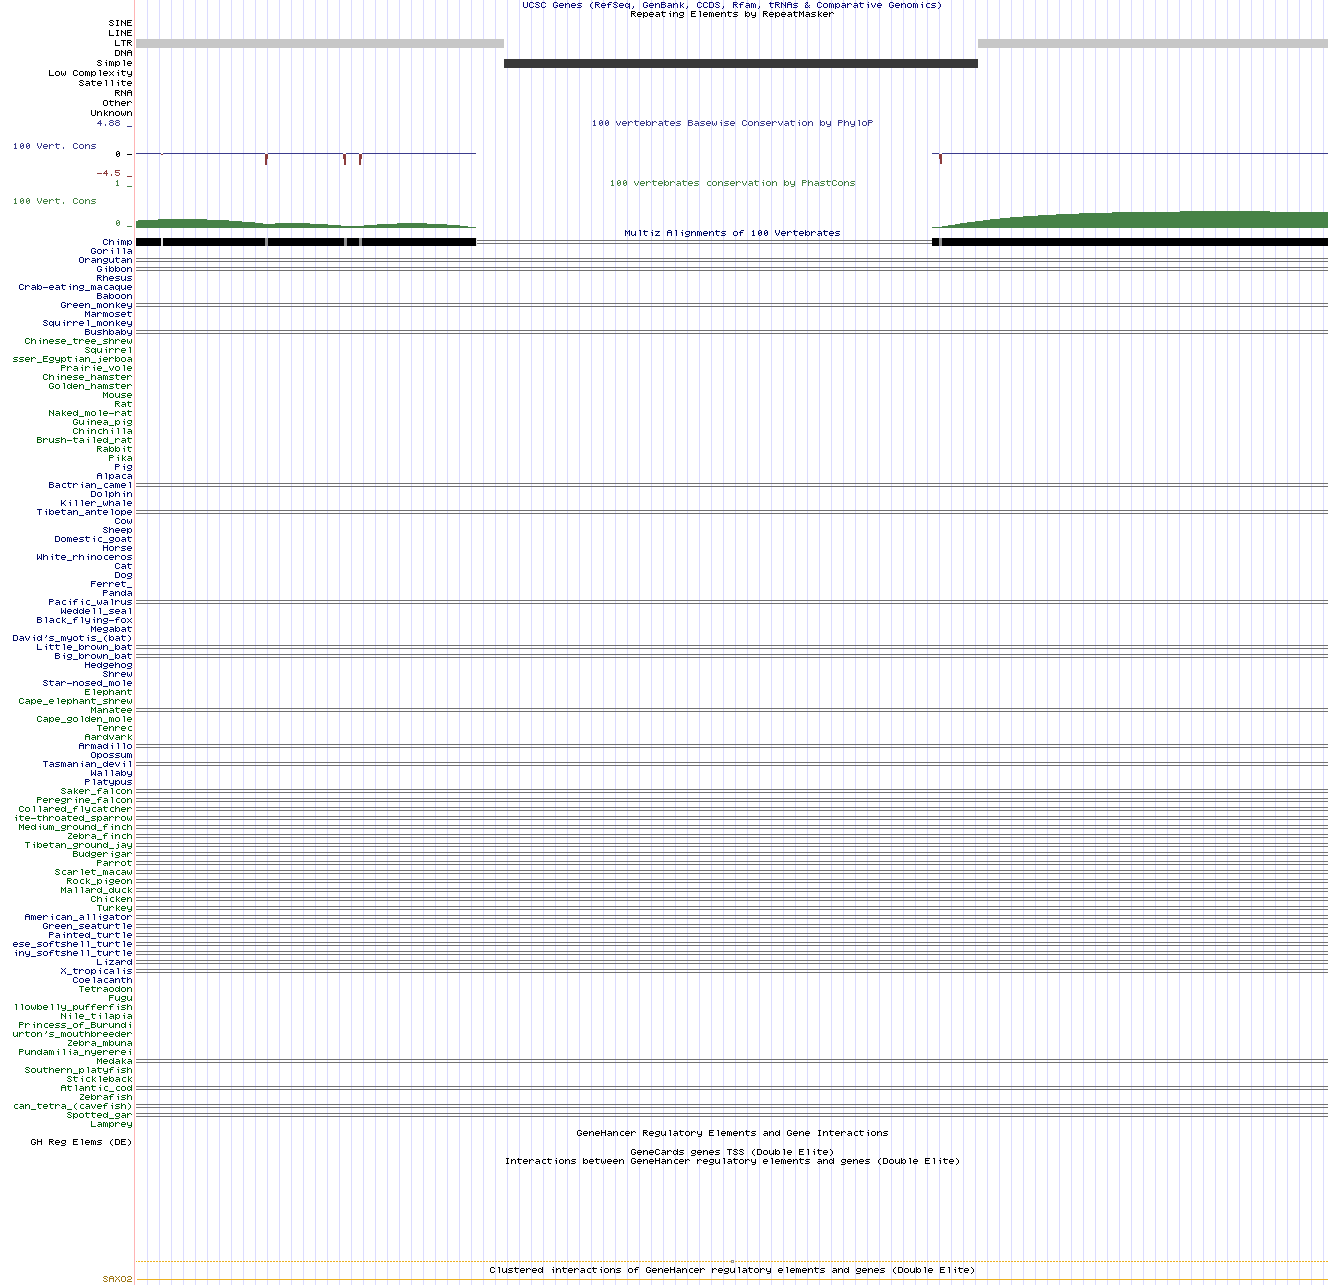 UCSC Genes (RefSeq, GenBank, CCDS, Rfam, tRNAs & Comparative Genomics)
Repeating Elements by RepeatMasker
SINE
LINE
LTR
DNA
Simple
Low Complexity
Satellite
RNA
Other
Unknown
4.88 _
100 vertebrates Basewise Conservation by PhyloP
100 Vert. Cons
0 _
-4.5 _
1 _
100 vertebrates conservation by PhastCons
100 Vert. Cons
0 _
Multiz Alignments of 100 Vertebrates
Chimp
Gorilla
Orangutan
Gibbon
Rhesus
Crab-eating_macaque
Baboon
Green_monkey
Marmoset
Squirrel_monkey
Bushbaby
Chinese_tree_shrew
Squirrel
sser_Egyptian_jerboa
Prairie_vole
Chinese_hamster
Golden_hamster
Mouse
Rat
Naked_mole-rat
Guinea_pig
Chinchilla
Brush-tailed_rat
Rabbit
Pika
Pig
Alpaca
Bactrian_camel
Dolphin
Killer_whale
Tibetan_antelope
Cow
Sheep
Domestic_goat
Horse
White_rhinoceros
Cat
Dog
Ferret_
Panda
Pacific_walrus
Weddell_seal
Black_flying-fox
Megabat
David's_myotis_(bat)
Little_brown_bat
Big_brown_bat
Hedgehog
Shrew
Star-nosed_mole
Elephant
Cape_elephant_shrew
Manatee
Cape_golden_mole
Tenrec
Aardvark
Armadillo
Opossum
Tasmanian_devil
Wallaby
Platypus
Saker_falcon
Peregrine_falcon
Collared_flycatcher
ite-throated_sparrow
Medium_ground_finch
Zebra_finch
Tibetan_ground_jay
Budgerigar
Parrot
Scarlet_macaw
Rock_pigeon
Mallard_duck
Chicken
Turkey
American_alligator
Green_seaturtle
Painted_turtle
ese_softshell_turtle
iny_softshell_turtle
Lizard
X_tropicalis
Coelacanth
Tetraodon
Fugu
llowbelly_pufferfish
Nile_tilapia
Princess_of_Burundi
urton's_mouthbreeder
Zebra_mbuna
Pundamilia_nyererei
Medaka
Southern_platyfish
Stickleback
Atlantic_cod
Zebrafish
can_tetra_(cavefish)
Spotted_gar
Lamprey
GeneHancer Regulatory Elements and Gene Interactions
GH Reg Elems (DE)
GeneCards genes TSS (Double Elite)
Interactions between GeneHancer regulatory elements and genes (Double Elite)
Clustered interactions of GeneHancer regulatory elements and genes (Double Elite)
SAXO2